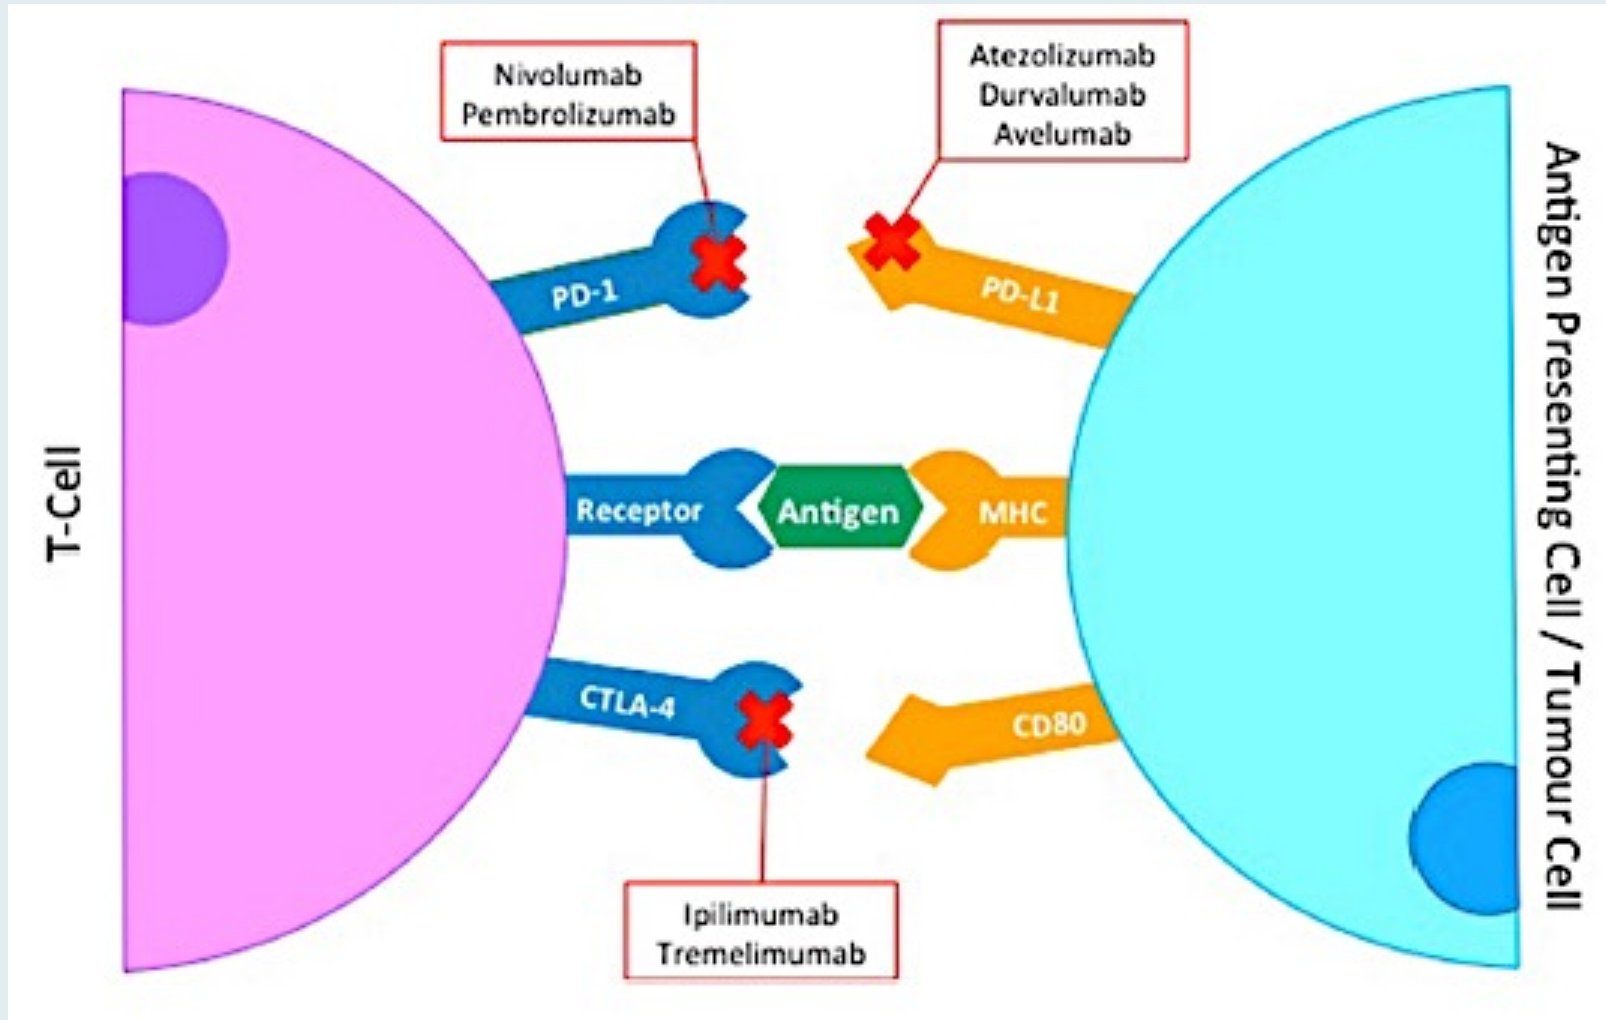 Nivolumab
Pembrolizumab
Atezolizumab
Durvalumab
Avelumab
PD-1
PD-L1
T-Cell
Receptor
Antigen
MHC
Antigen Presenting Cell / Tumour Cell
CTLA-4
CD80
Ipilimumab
Tremelimumab